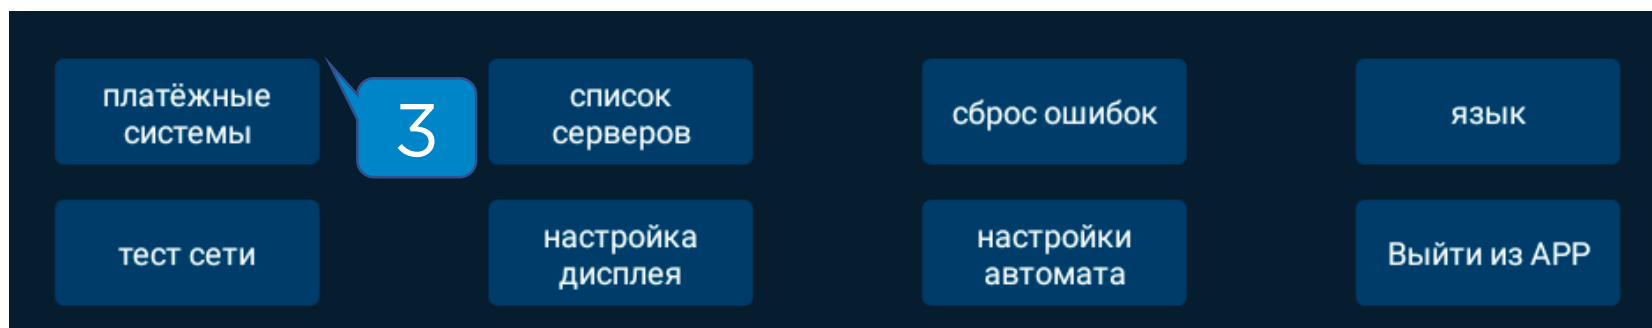 платёжные
системы
3
список
серверов
сброс ошибок
язык
тест сети
настройка
дисплея
настройки
автомата
Выйти из APP